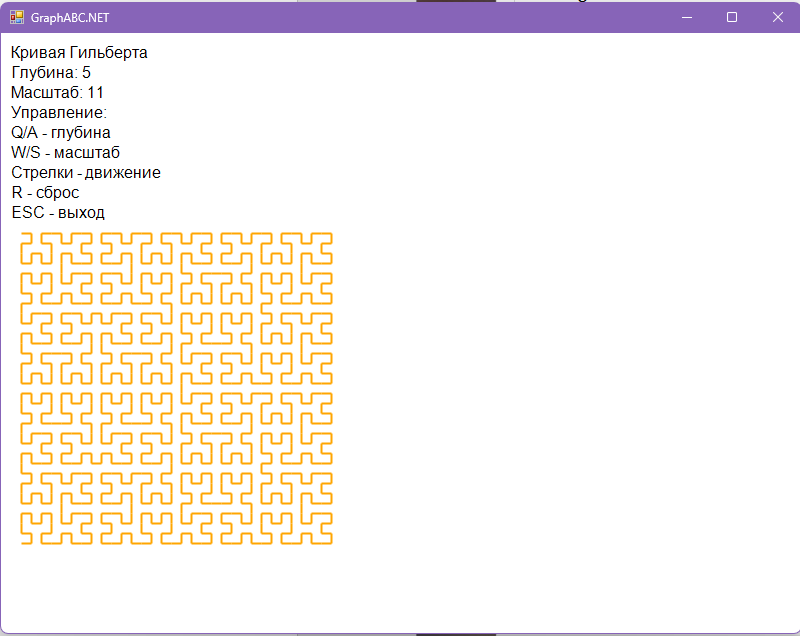 GraphABC.NET
Кривая Гильберта
Глубина: 5
Масштаб: 11
Управление:
Q/A - глубина
W/S - масштаб
Стрелки - движение
R - сброс
ESC - выход